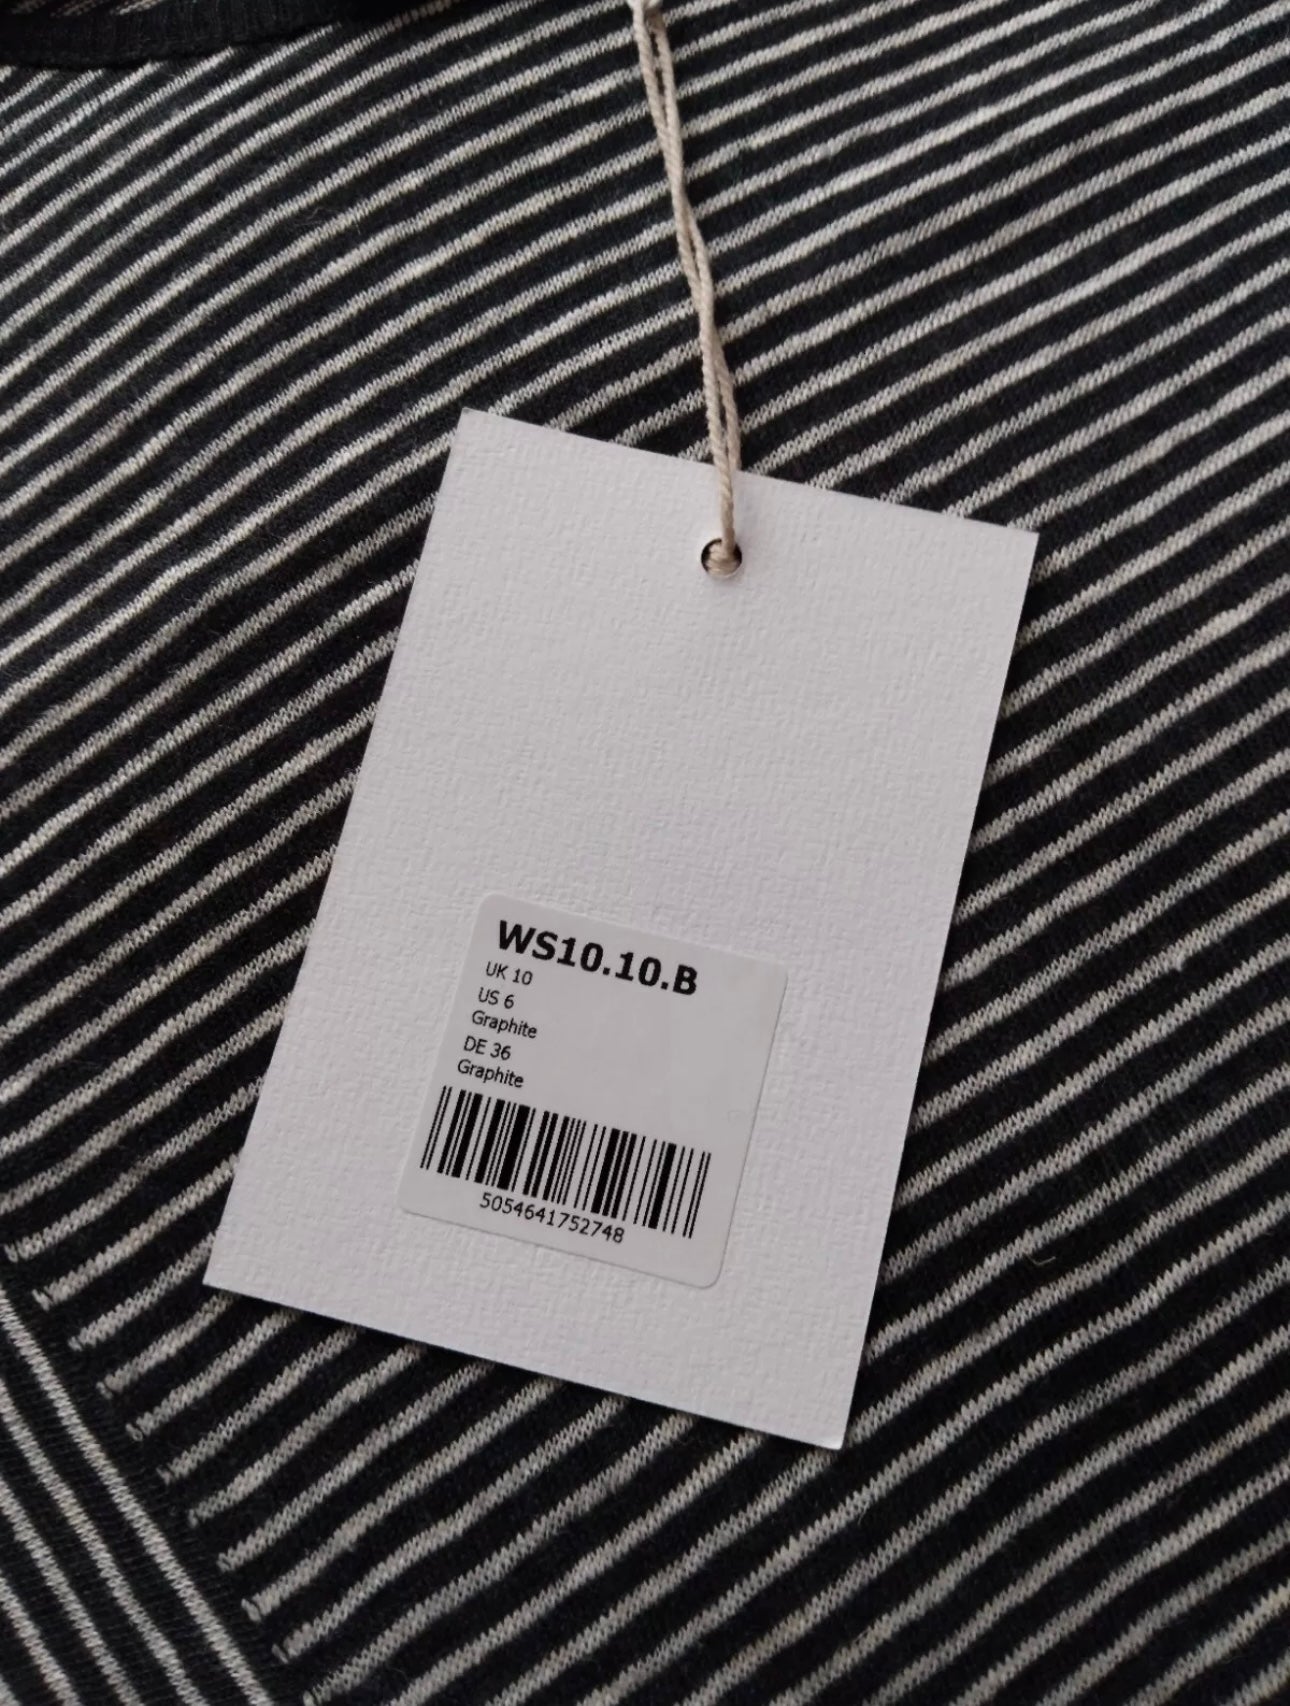 WS10.10.B
UK 10
US 6
Graphite
DE 36
Graphite
5054641752748